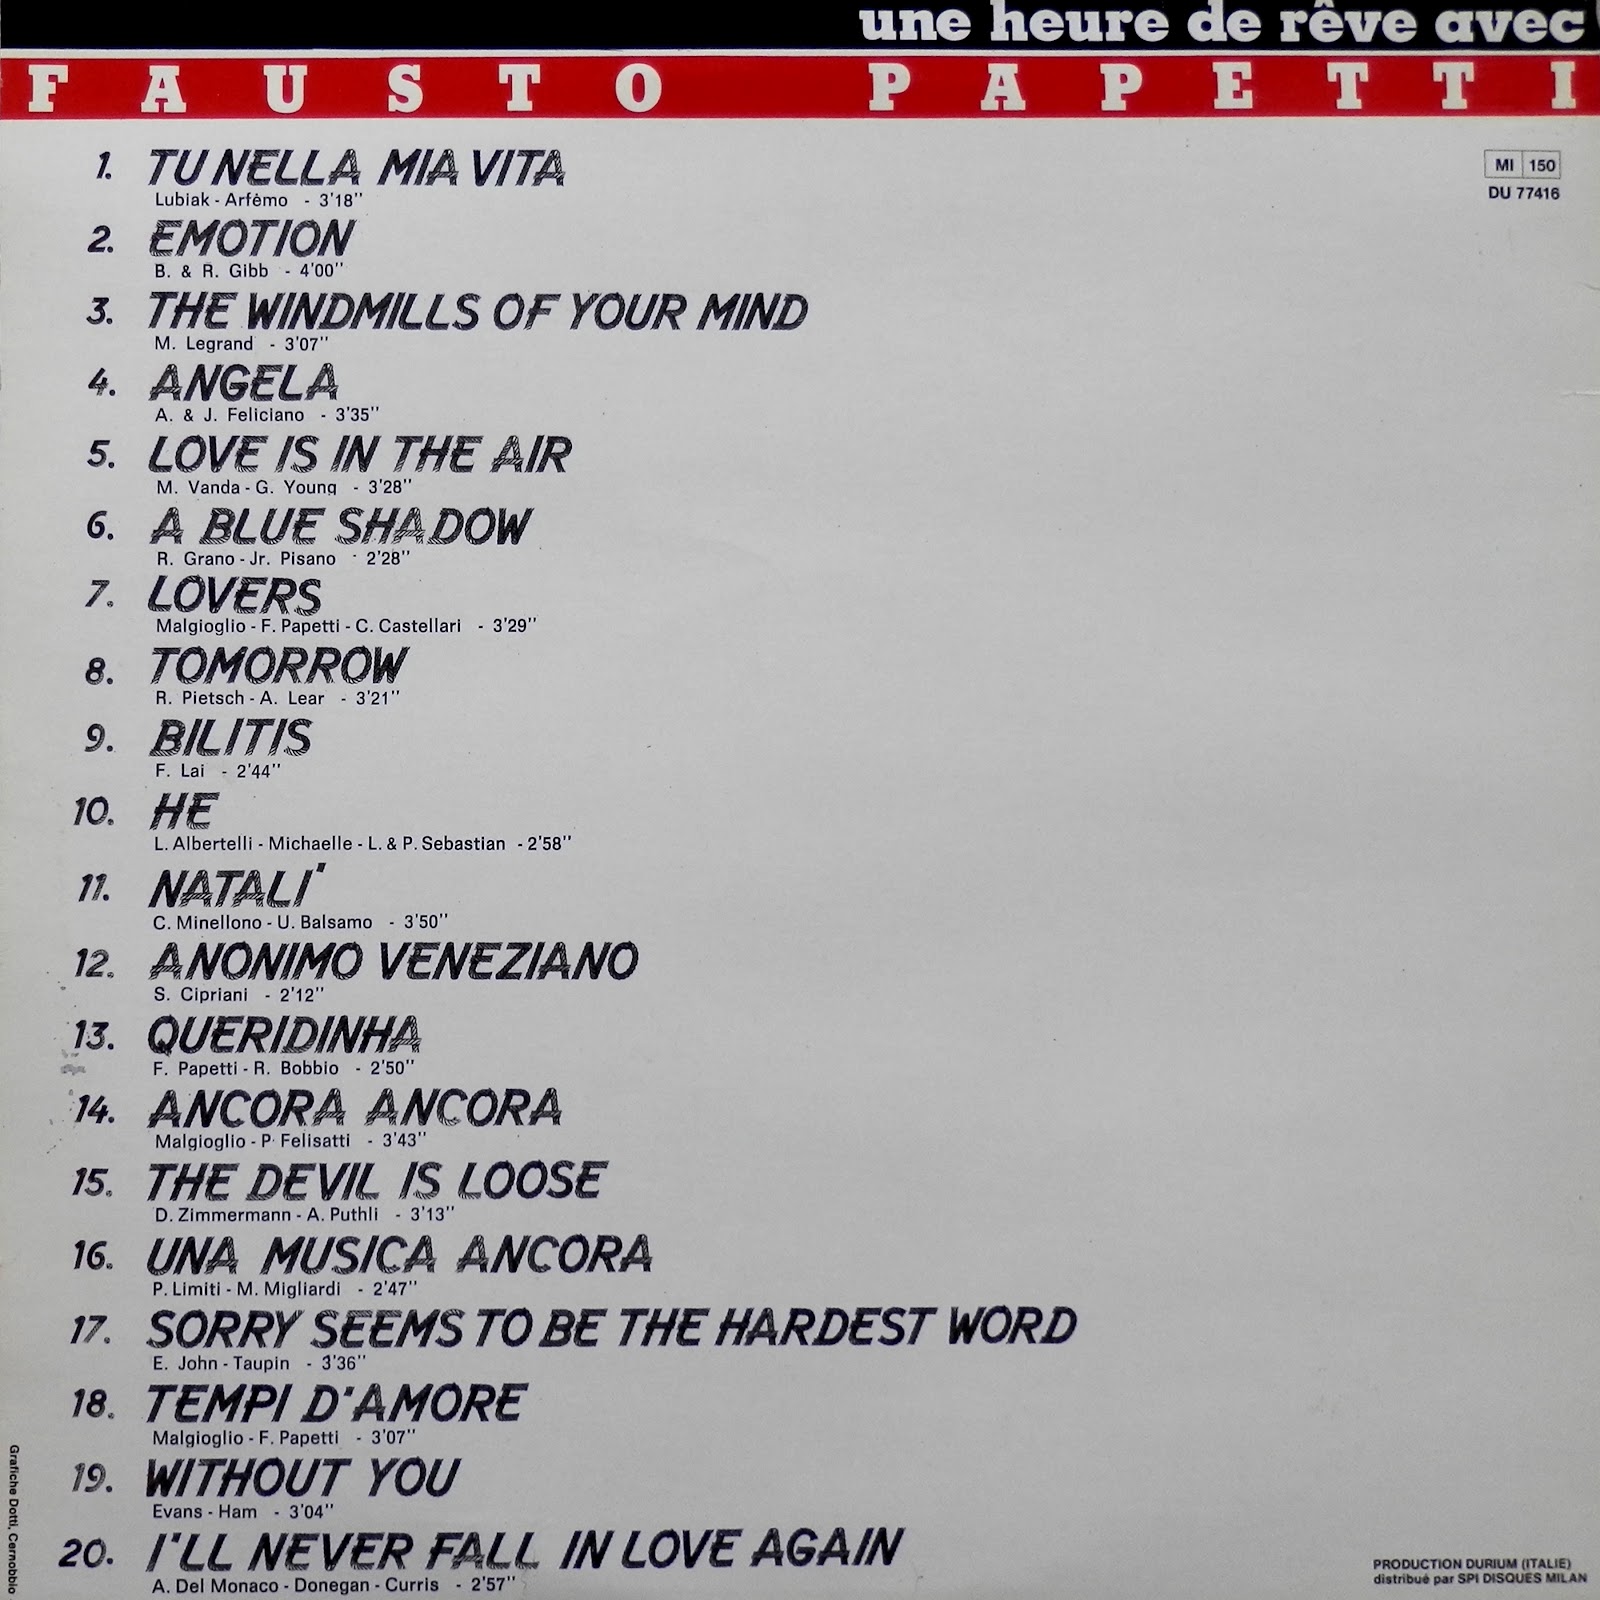 une heure de rêve avec
FAUSTO PAPETTI
MI 150
DU 77416
1. TU NELLA MIA VITA
Lubiak - Arfémo - 3'18''
2. EMOTION
B. & R. Gibb - 4'00''
3. THE WINDMILLS OF YOUR MIND
M. Legrand - 3'07''
4. ANGELA
A. & J. Feliciano - 3'35''
5. LOVE IS IN THE AIR
M. Vanda - G. Young - 3'28''
6. A BLUE SHADOW
R. Grano - Jr. Pisano - 2'28''
7. LOVERS
Malgioglio - F. Papetti - C. Castellari - 3'29''
8. TOMORROW
R. Pietsch - A. Lear - 3'21''
9. BILITIS
F. Lai - 2'44''
10. HE
L. Albertelli - Michaelle - L. & P. Sebastian - 2'58''
11. NATALI'
C. Minellono - U. Balsamo - 3'50''
12. ANONIMO VENEZIANO
S. Cipriani - 2'12''
13. QUERIDINHA
F. Papetti - R. Bobbio - 2'50''
14. ANCORA ANCORA
Malgioglio - P. Felisatti - 3'43''
15. THE DEVIL IS LOOSE
D. Zimmermann - A. Puthli - 3'13''
16. UNA MUSICA ANCORA
P. Limiti - M. Migliardi - 2'47''
17. SORRY SEEMS TO BE THE HARDEST WORD
E. John - Taupin - 3'36''
18. TEMPI D'AMORE
Malgioglio - F. Papetti - 3'07''
19. WITHOUT YOU
Evans - Ham - 3'04''
20. I'LL NEVER FALL IN LOVE AGAIN
A. Del Monaco - Donegan - Curris - 2'57''
Grafiche Dotti, Cernobbio
PRODUCTION DURIUM (ITALIE)
distribué par SPI DISQUES MILAN